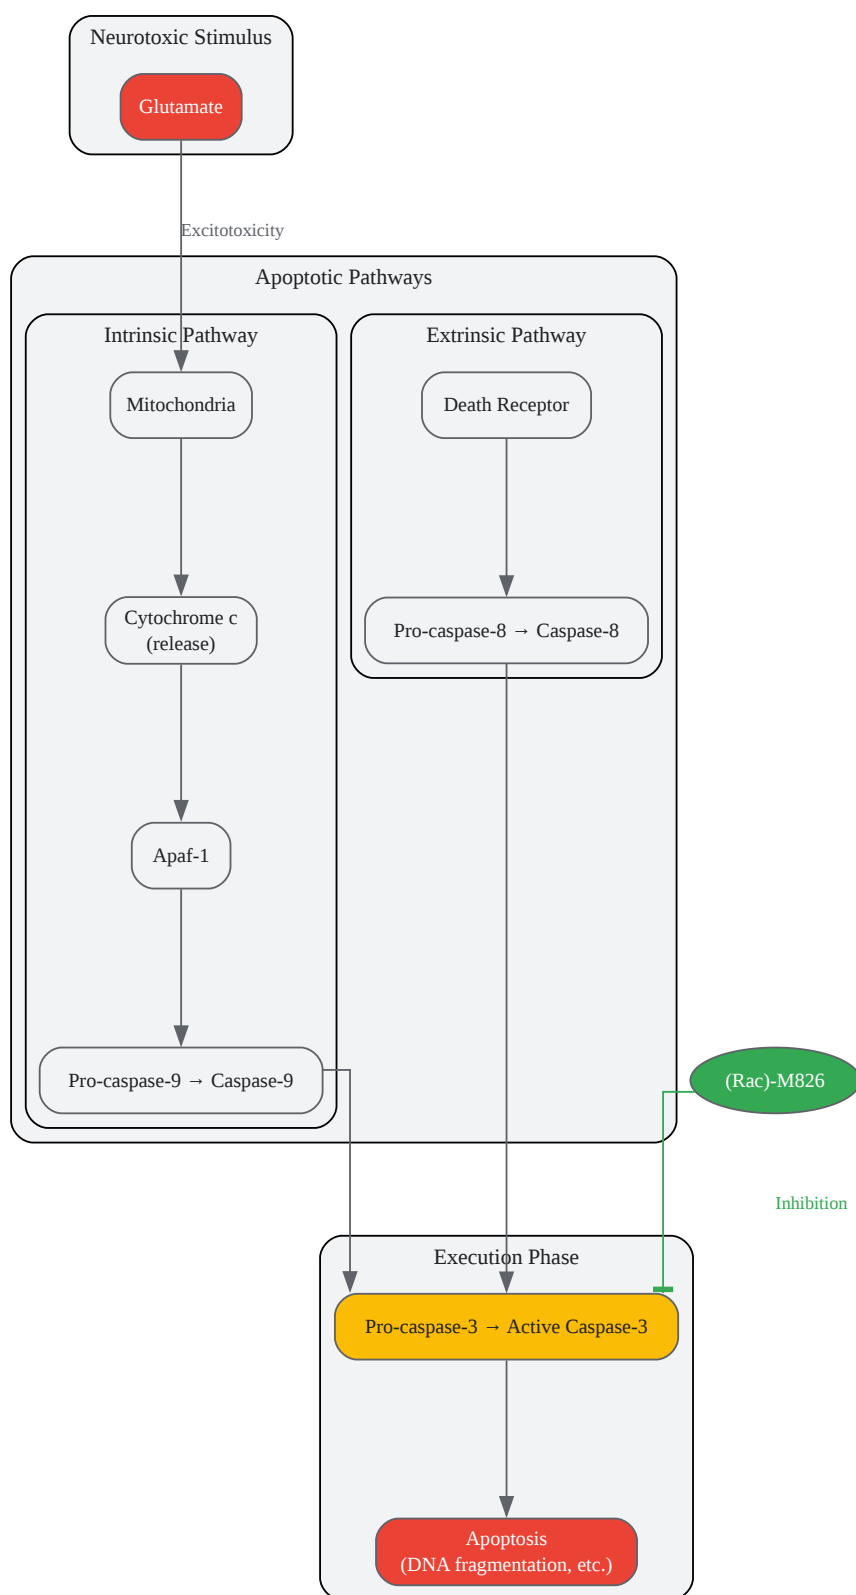 Neurotoxic Stimulus
Glutamate
Excitotoxicity
Apoptotic Pathways
Intrinsic Pathway
Extrinsic Pathway
Mitochondria
Death Receptor
Cytochrome c
(release)
Pro-caspase-8 → Caspase-8
Apaf-1
Pro-caspase-9 → Caspase-9
(Rac)-M826
Inhibition
Execution Phase
Pro-caspase-3 → Active Caspase-3
Apoptosis
(DNA fragmentation, etc.)